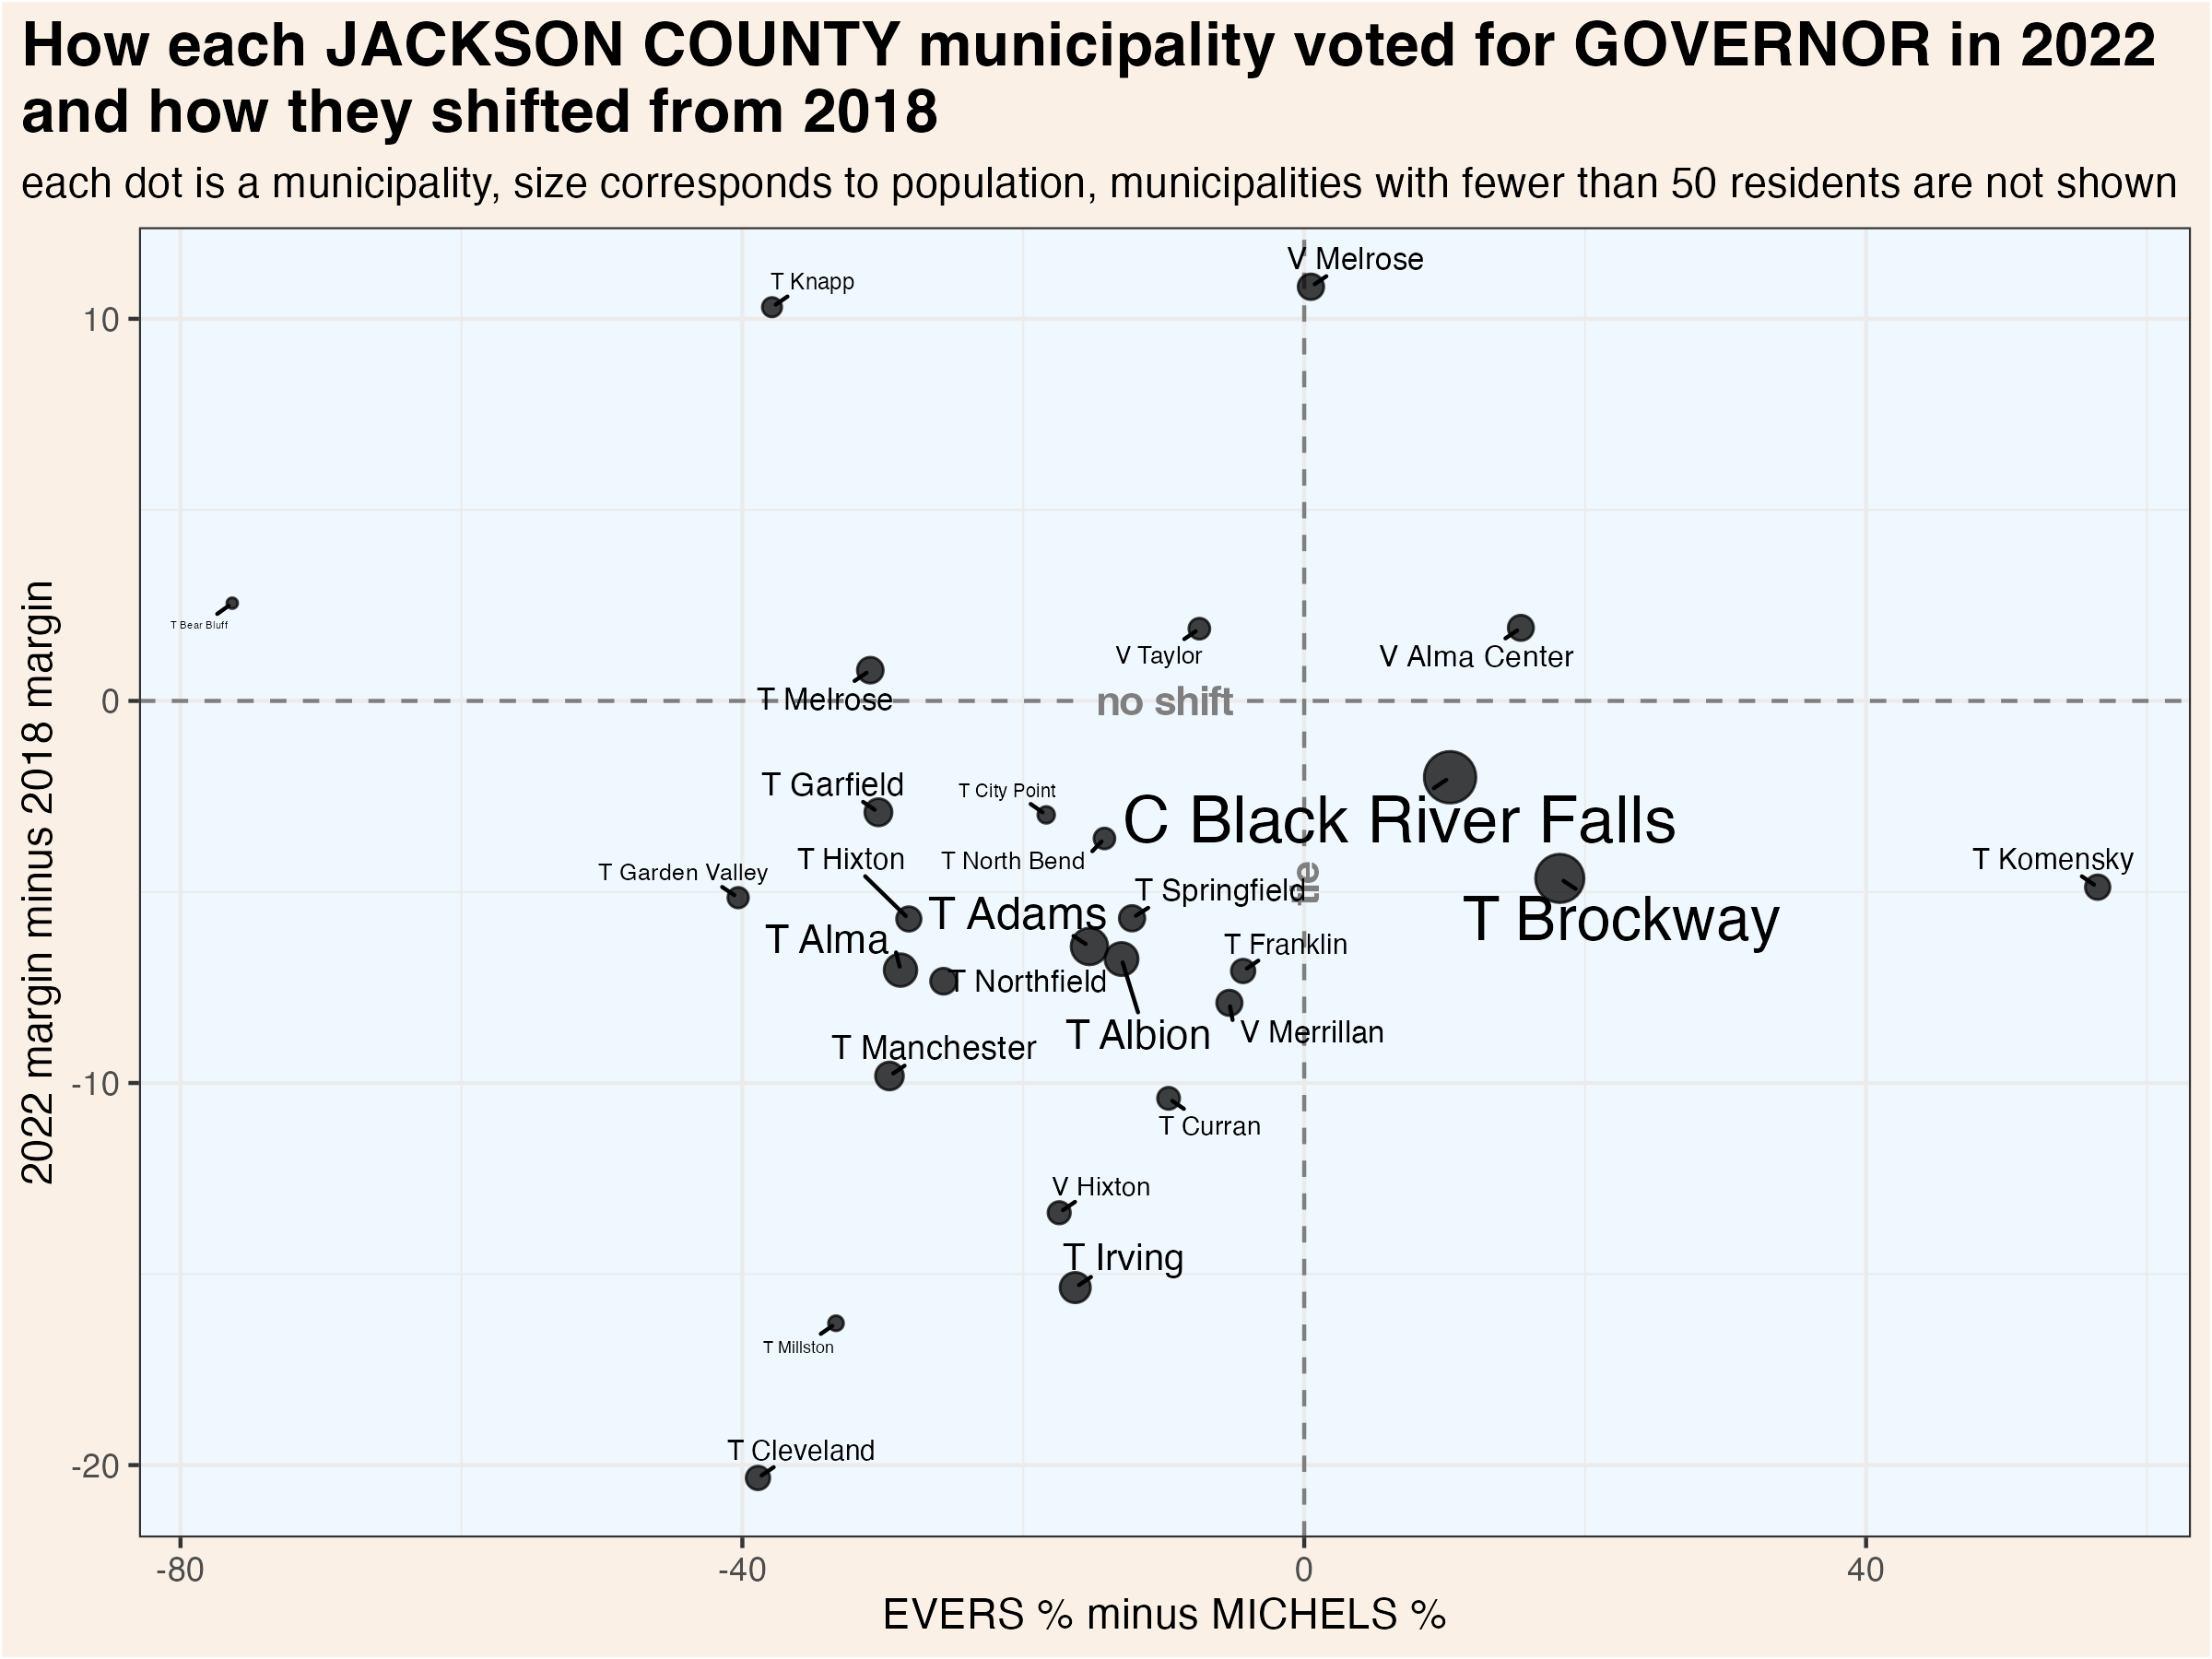 How each JACKSON COUNTY municipality voted for GOVERNOR in 2022
and how they shifted from 2018
each dot is a municipality, size corresponds to population, municipalities with fewer than 50 residents are not shown
V Melrose
T Knapp
10
T Bear Bluff
V Taylor
V Alma Center
T Melrose
0
no shift
T Garfield
T City Point
C Black River Falls
T Hixton
T North Bend
T Garden Valley
T Komensky
tie
T Springfield
T Adams
T Brockway
T Alma
T Franklin
T Northfield
T Albion
V Merrillan
T Manchester
-10
T Curran
V Hixton
T Irving
T Millston
T Cleveland
-20
2022 margin minus 2018 margin
-80
-40
0
40
EVERS % minus MICHELS %